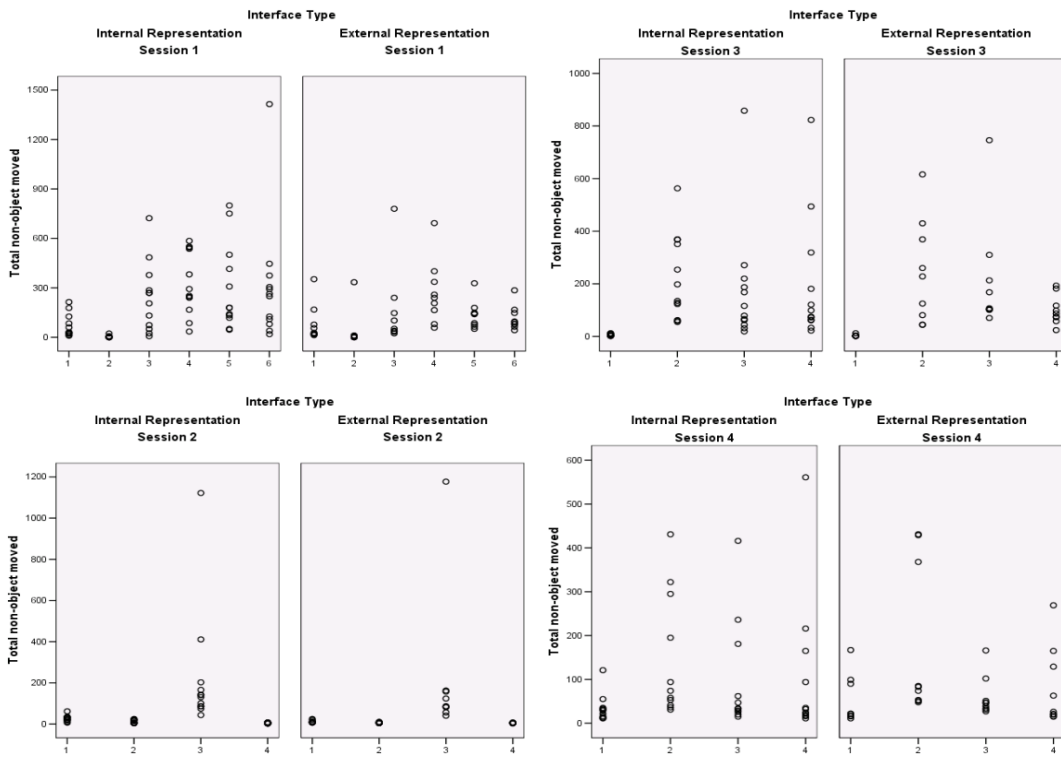 Interface Type
Internal Representation External Representation
Session 1 Session 1
Total non-object moved
1500
1200
900
600
300
0
1 2 3 4 5 6 1 2 3 4 5 6
Interface Type
Internal Representation External Representation
Session 3 Session 3
Total non-object moved
1000
800
600
400
200
0
1 2 3 4 1 2 3 4
Interface Type
Internal Representation External Representation
Session 2 Session 2
Total non-object moved
1200
1000
800
600
400
200
0
1 2 3 4 1 2 3 4
Interface Type
Internal Representation External Representation
Session 4 Session 4
Total non-object moved
600
500
400
300
200
100
0
1 2 3 4 1 2 3 4